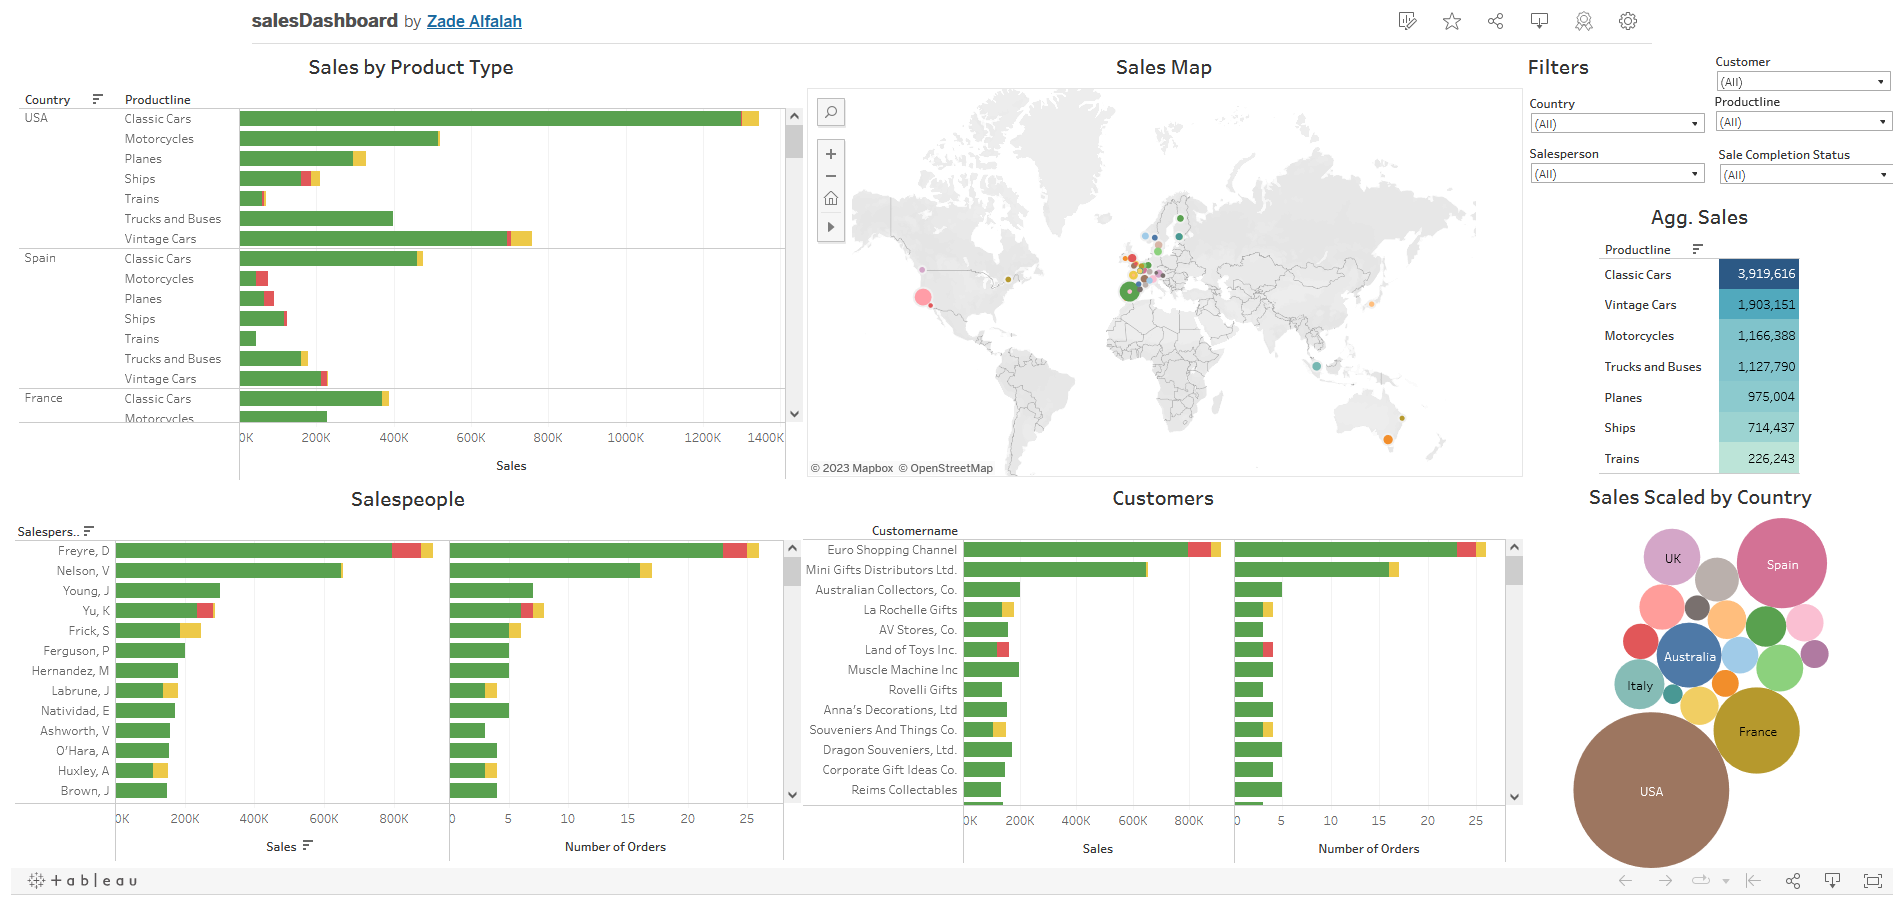 salesDashboard by Zade Alfalah
Sales by Product Type
Country Productline
USA Classic Cars
Motorcycles
Planes
Ships
Trains
Trucks and Buses
Vintage Cars
Spain Classic Cars
Motorcycles
Planes
Ships
Trains
Trucks and Buses
Vintage Cars
France Classic Cars
Motorcycles
0K 200K 400K 600K 800K 1000K 1200K 1400K
Sales
Sales Map
© 2023 Mapbox © OpenStreetMap
Filters
Customer
(All)
Country
(All)
Productline
(All)
Salesperson
(All)
Sale Completion Status
(All)
Agg. Sales
Productline
Classic Cars 3,919,616
Vintage Cars 1,903,151
Motorcycles 1,166,388
Trucks and Buses 1,127,790
Planes 975,004
Ships 714,437
Trains 226,243
Salespeople
Salespers..
Freyre, D
Nelson, V
Young, J
Yu, K
Frick, S
Ferguson, P
Hernandez, M
Labrune, J
Natividad, E
Ashworth, V
O'Hara, A
Huxley, A
Brown, J
0K 200K 400K 600K 800K 0 5 10 15 20 25
Sales Number of Orders
Customers
Customername
Euro Shopping Channel
Mini Gifts Distributors Ltd.
Australian Collectors, Co.
La Rochelle Gifts
AV Stores, Co.
Land of Toys Inc.
Muscle Machine Inc
Rovelli Gifts
Anna's Decorations, Ltd
Souveniers And Things Co.
Dragon Souveniers, Ltd.
Corporate Gift Ideas Co.
Reims Collectables
0K 200K 400K 600K 800K 0 5 10 15 20 25
Sales Number of Orders
Sales Scaled by Country
UK
Spain
Australia
Italy
France
USA
+ableau